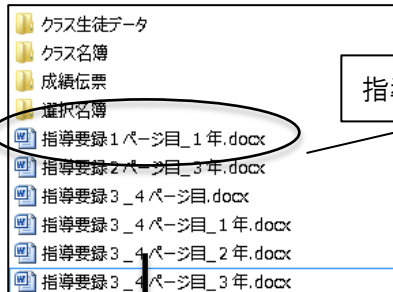 クラス生徒データ
クラス名簿
成績伝票
選択名簿
指導要録1ページ目_1年.docx
指
指導要録2ページ目_3年.docx
指導要録3_4ページ目.docx
指導要録3_4ページ目_1年.docx
指導要録3_4ページ目_2年.docx
指導要録3_4ページ目_3年.docx